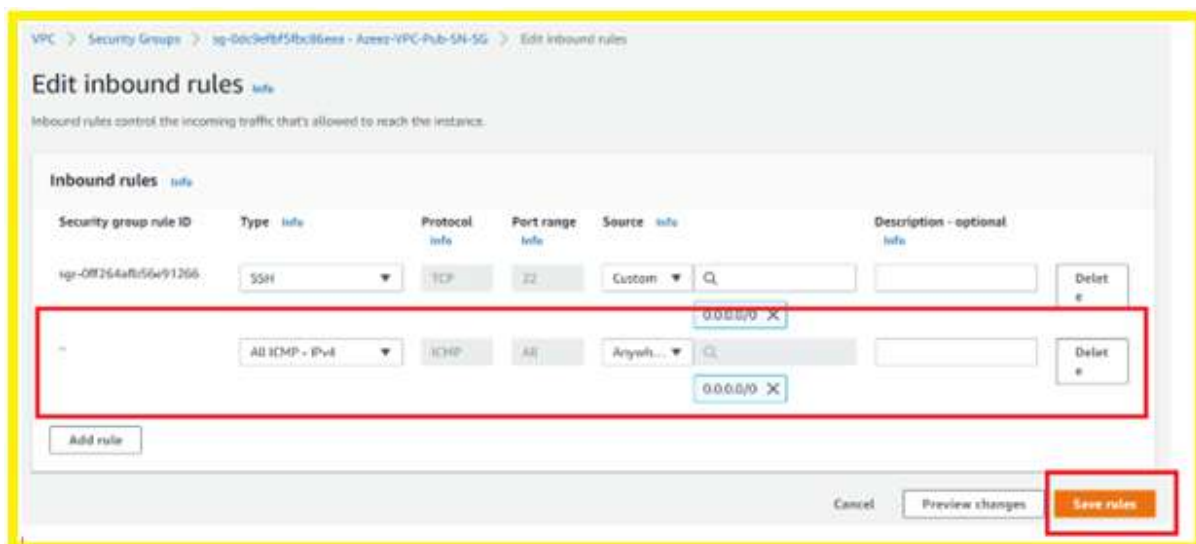 VPC > Security Groups > - Azeez-VPC-Pub-SN-SG > Edit inbound rules
Edit inbound rules Info
Inbound rules control the incoming traffic that's allowed to reach the instance.
Inbound rules Info
Security group rule ID Type Info Protocol Info Port range Info Source Info Description - optional Info
sgr-0ff264afb56e91266 SSH TCP 22 Custom
Delete
0.0.0.0/0 X
- All ICMP - IPv4 ICMP All Anywh...
Delete
0.0.0.0/0 X
Add rule
Cancel Preview changes Save rules